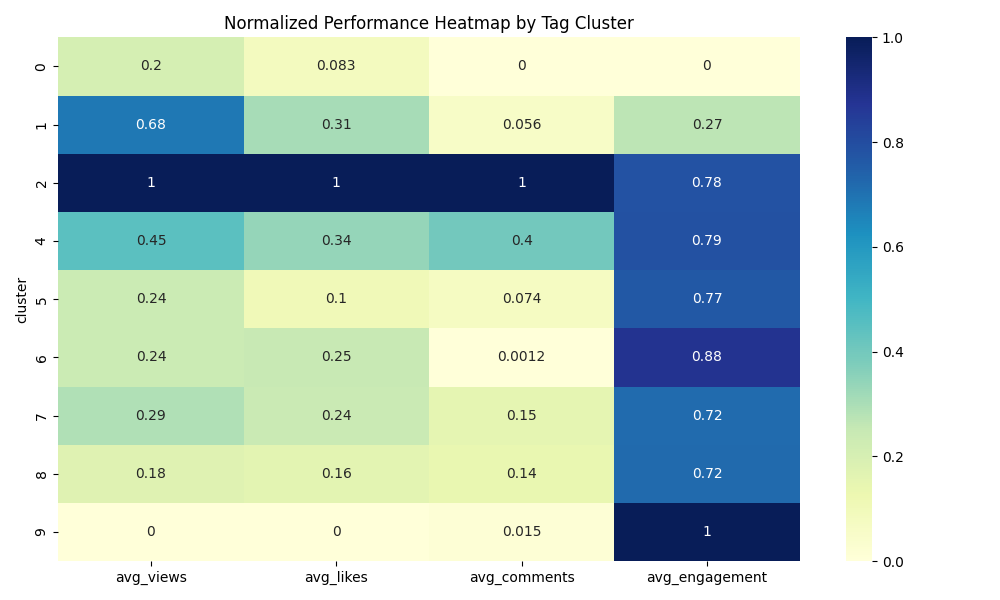 Normalized Performance Heatmap by Tag Cluster
cluster
0 0.2 0.083 0 0
1 0.68 0.31 0.056 0.27
2 1 1 1 0.78
4 0.45 0.34 0.4 0.79
5 0.24 0.1 0.074 0.77
6 0.24 0.25 0.0012 0.88
7 0.29 0.24 0.15 0.72
8 0.18 0.16 0.14 0.72
9 0 0 0.015 1
avg_views avg_likes avg_comments avg_engagement
1.0
0.8
0.6
0.4
0.2
0.0